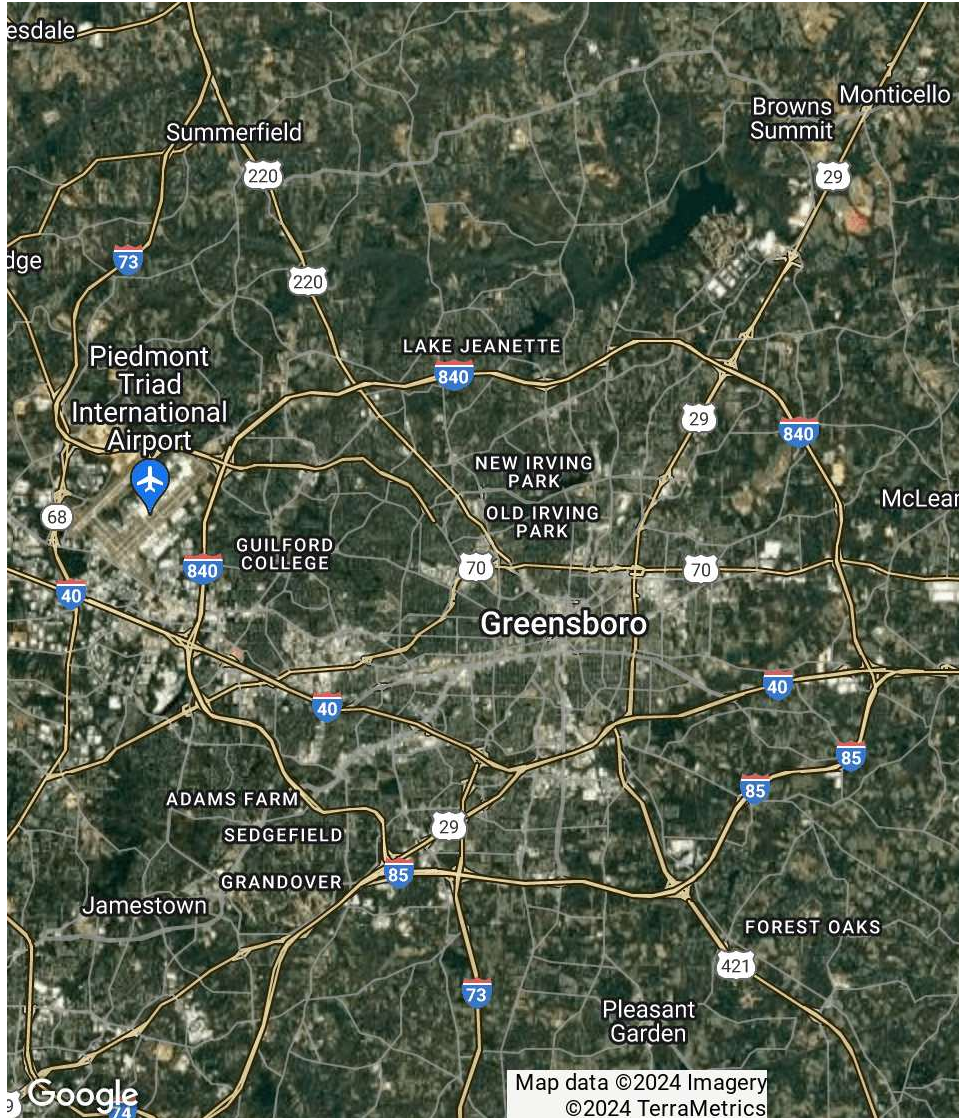 esdale
Monticello
Browns
Summit
Summerfield
220
29
dge
73
220
LAKE JEANETTE
Piedmont
Triad
International
Airport
840
29
840
NEW IRVING
PARK
McLear
68
OLD IRVING
PARK
GUILFORD
COLLEGE
840
70
70
40
Greensboro
40
40
85
85
ADAMS FARM
29
SEDGEFIELD
85
GRANDOVER
Jamestown
FOREST OAKS
421
73
Pleasant
Garden
Map data ©2024 Imagery
©2024 TerraMetrics
Google
9
74